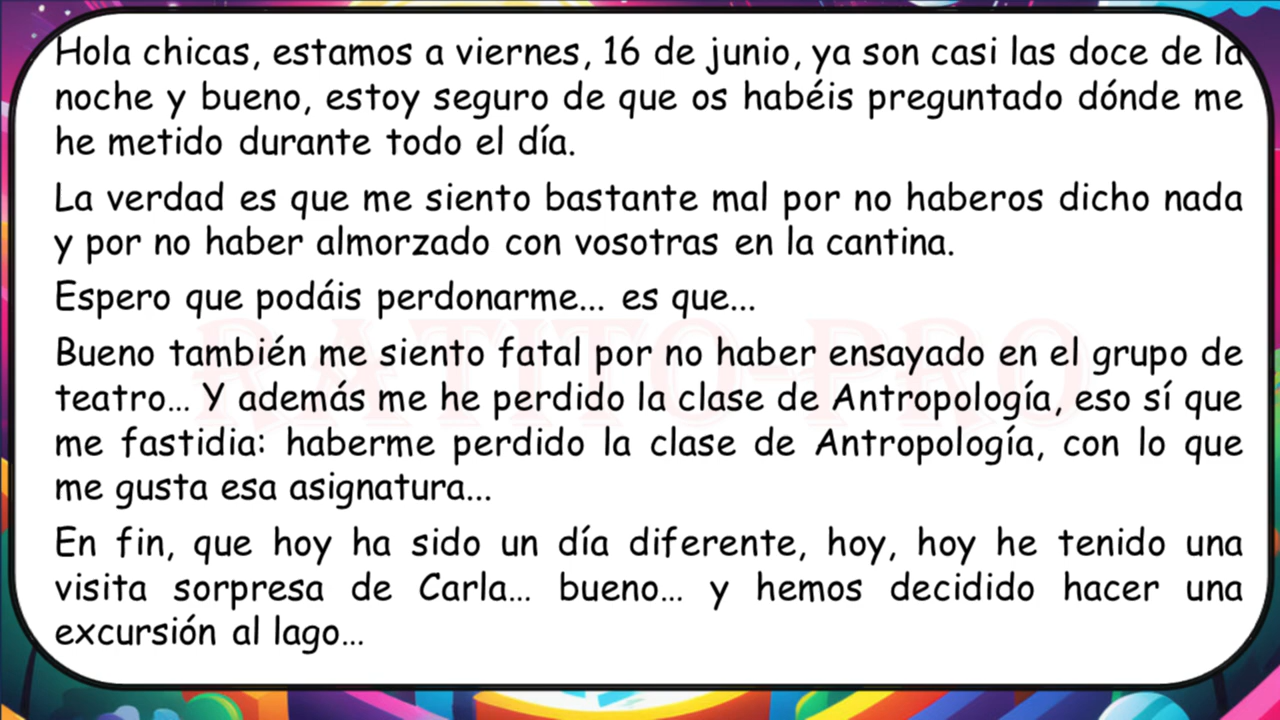 Hola chicas, estamos a viernes, 16 de junio, ya son casi las doce de la
noche y bueno, estoy seguro de que os habéis preguntado dónde me
he metido durante todo el día.
La verdad es que me siento bastante mal por no haberos dicho nada
y por no haber almorzado con vosotras en la cantina.
Espero que podáis perdonarme... es que...
Bueno también me siento fatal por no haber ensayado en el grupo de
teatro... Y además me he perdido la clase de Antropología, eso sí que
me fastidia: haberme perdido la clase de Antropología, con lo que
me gusta esa asignatura...
En fin, que hoy ha sido un día diferente, hoy, hoy he tenido una
visita sorpresa de Carla... bueno... y hemos decidido hacer una
excursión al lago...
RATITO-PRO